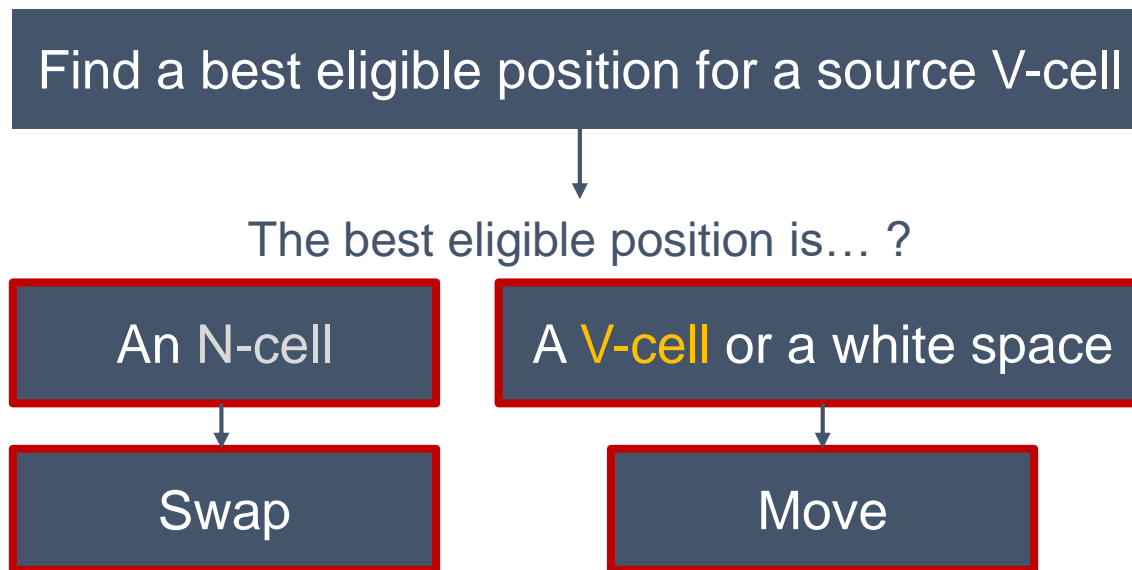 Find a best eligible position for a source V-cell
The best eligible position is… ?
An N-cell
A V-cell or a white space
Swap
Move